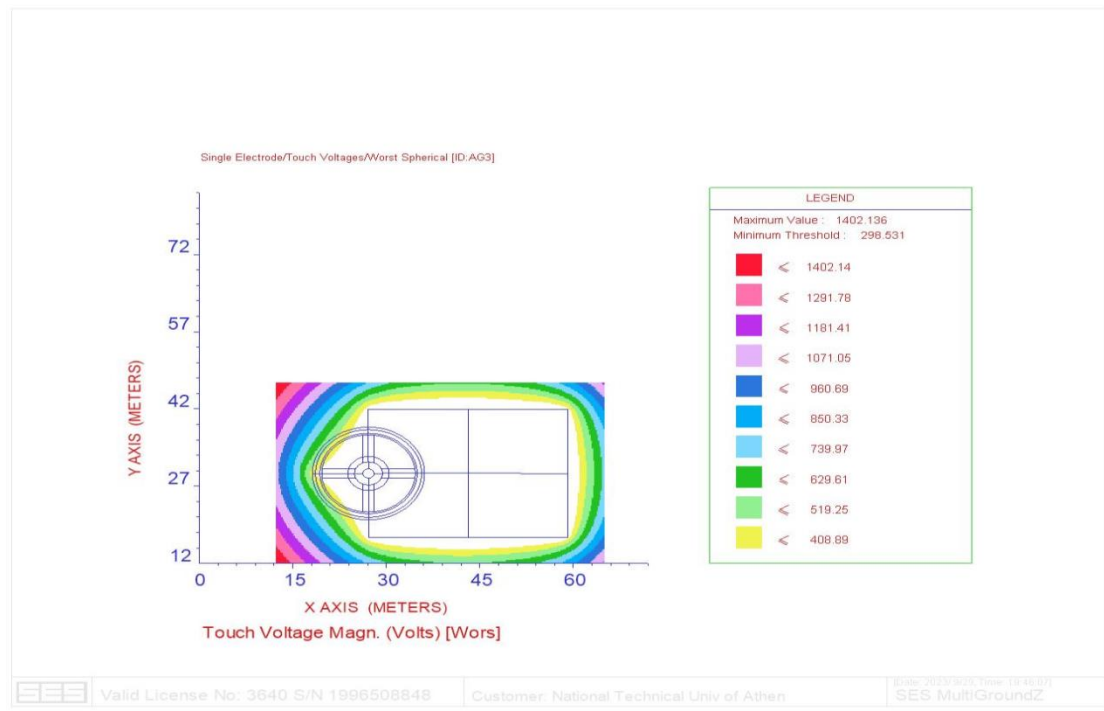 Single Electrode/Touch Voltages/Worst Spherical [ID:AG3]
LEGEND
Maximum Value : 1402.136
Minimum Threshold : 298.531
⩽ 1402.14
⩽ 1291.78
⩽ 1181.41
⩽ 1071.05
⩽ 960.69
⩽ 850.33
⩽ 739.97
⩽ 629.61
⩽ 519.25
⩽ 408.89
Y AXIS (METERS)
72
57
42
27
12
0 15 30 45 60
X AXIS (METERS)
Touch Voltage Magn. (Volts) [Wors]
SES
Valid License No: 3640 S/N 1996508848
Customer: National Technical Univ of Athen
SES MultiGroundZ